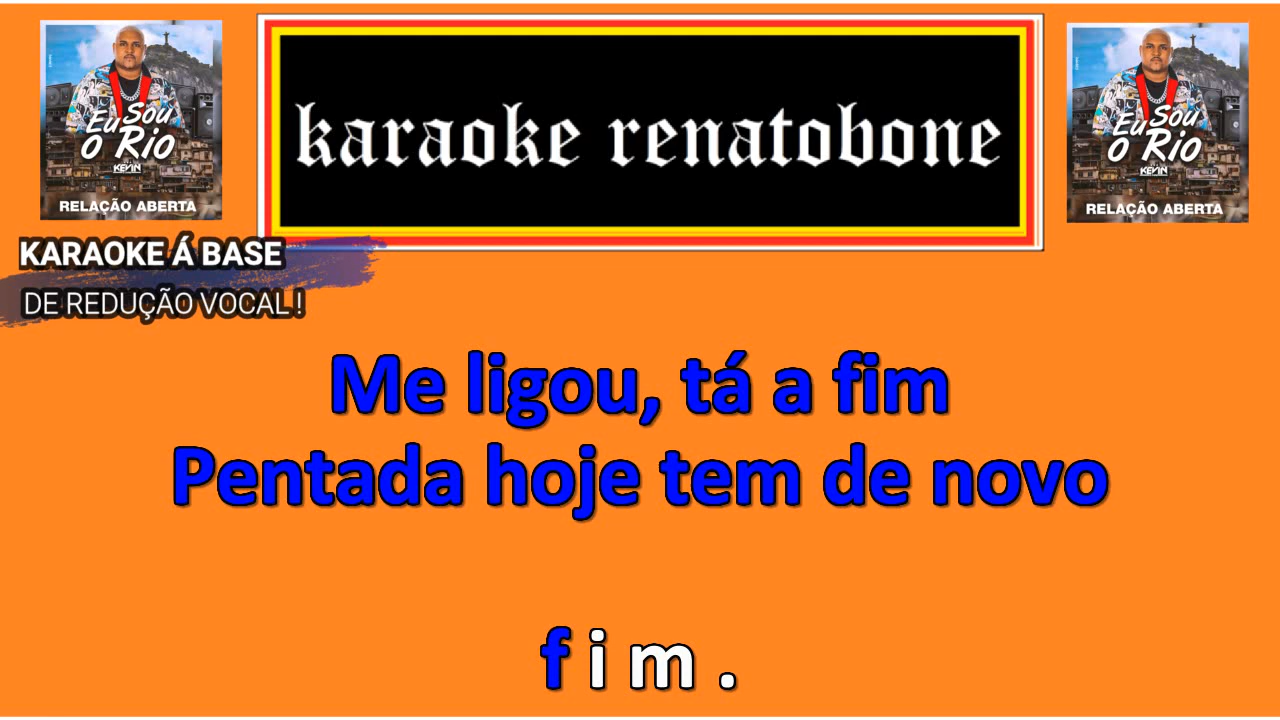 Eu Sou
o Rio
KEVIN
RELAÇÃO ABERTA
karaoke renatobone
Eu Sou
o Rio
KEVIN
RELAÇÃO ABERTA
KARAOKE Á BASE
DE REDUÇÃO VOCAL !
Me ligou, tá a fim
Pentada hoje tem de novo
f i m .